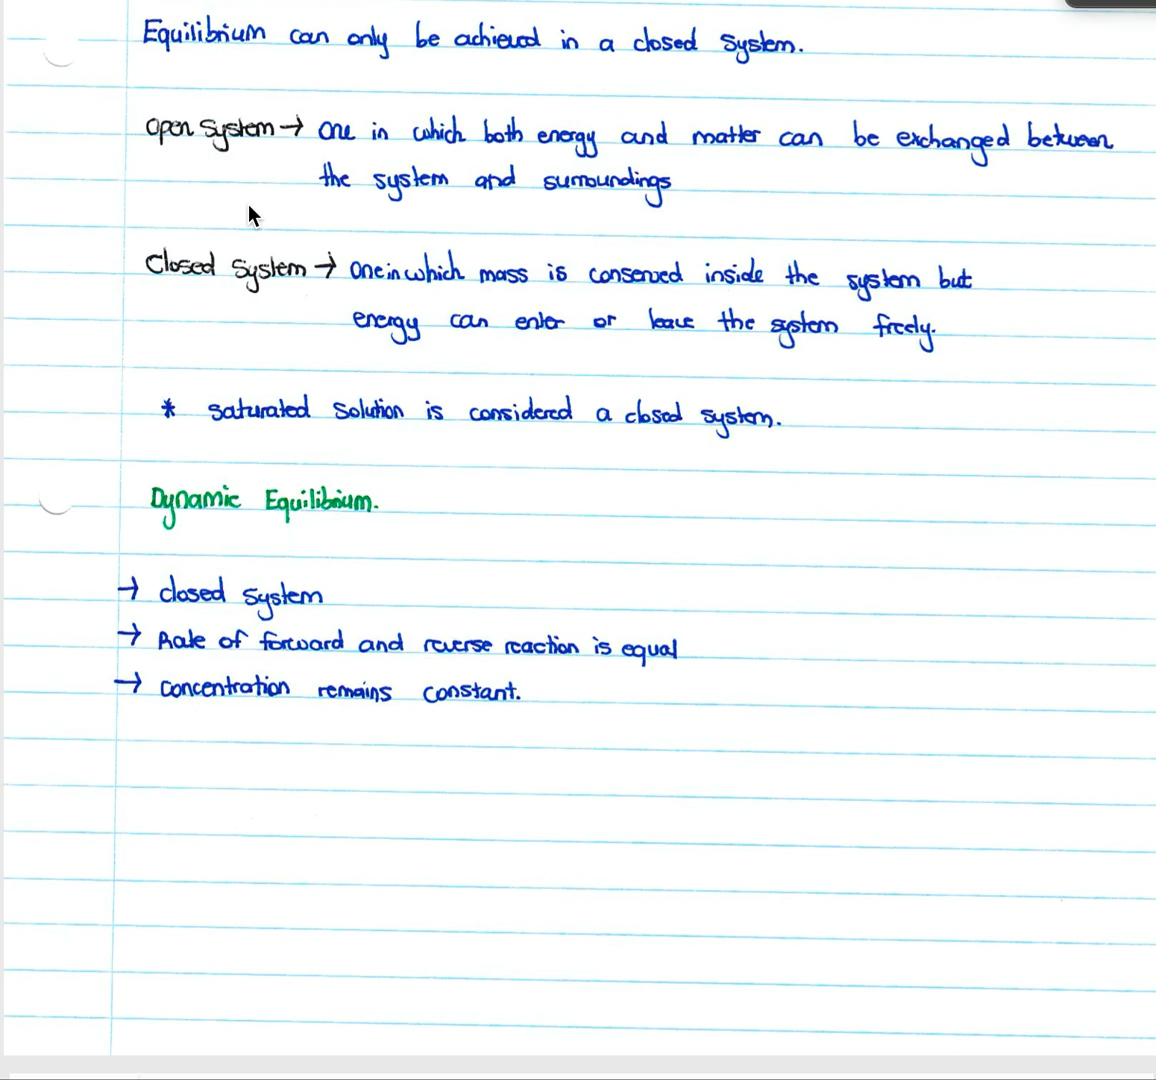 Equilibrium can only be achieved in a closed system.
Open System → One in which both energy and matter can be exchanged between
the system and surroundings
Closed System → One in which mass is conserved inside the system but
energy can enter or leave the system freely.
* saturated solution is considered a closed system.
Dynamic Equilibrium.
→ closed system
→ Rate of forward and reverse reaction is equal
→ concentration remains constant.